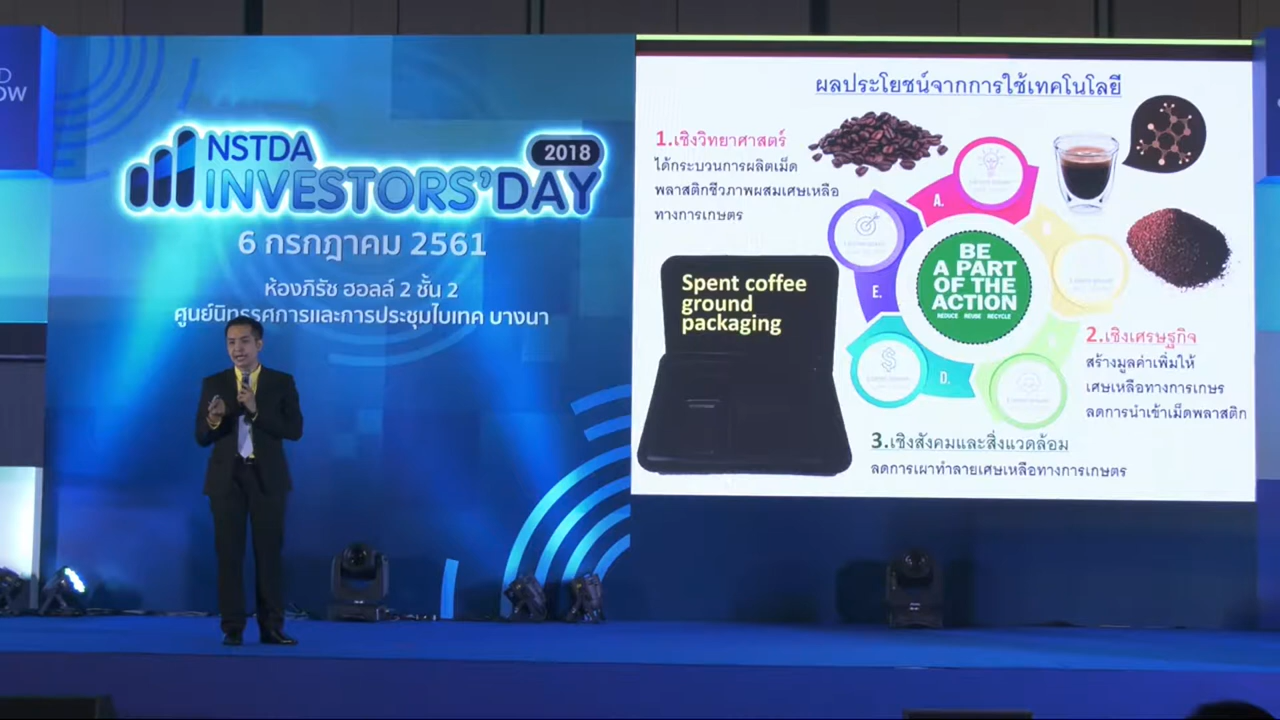 NSTDA
2018
INVESTORS'DAY
6 กรกฎาคม 2561
ห้องภิรัช ฮอลล์ 2 ชั้น 2
ศูนย์นิทรรศการและการประชุมไบเทค บางนา
ผลประโยชน์จากการใช้เทคโนโลยี
1.เชิงวิทยาศาสตร์
ได้กระบวนการผลิตเม็ด
พลาสติกชีวภาพผสมเศษเหลือ
ทางการเกษตร
Spent coffee
ground
packaging
A.
E.
D.
BE
A PART
OF THE
ACTION
REDUCE REUSE RECYCLE
2.เชิงเศรษฐกิจ
สร้างมูลค่าเพิ่มให้
เศษเหลือทางการเกษร
ลดการนำเข้าเม็ดพลาสติก
3.เชิงสังคมและสิ่งแวดล้อม
ลดการเผาทำลายเศษเหลือทางการเกษตร